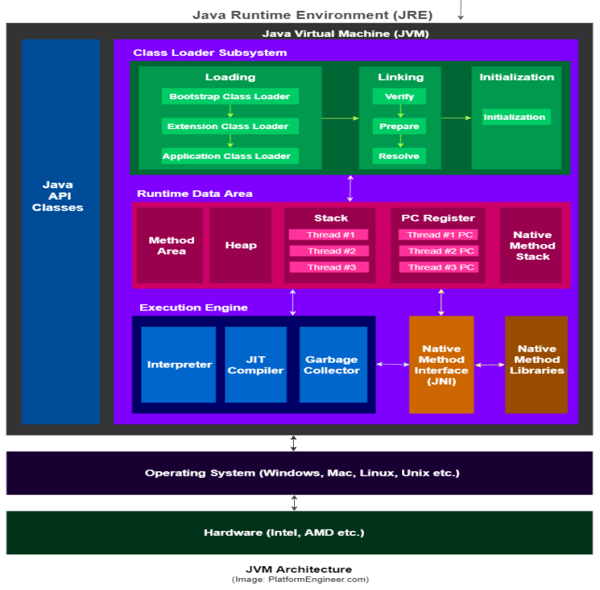 Java Runtime Environment (JRE)
Java Virtual Machine (JVM)
Java
API
Classes
Class Loader Subsystem
Loading
Bootstrap Class Loader
Extension Class Loader
Application Class Loader
Linking
Verify
Prepare
Resolve
Initialization
Initialization
Runtime Data Area
Method
Area
Heap
Stack
Thread #1
Thread #2
Thread #3
PC Register
Thread #1 PC
Thread #2 PC
Thread #3 PC
Native
Method
Stack
Execution Engine
Interpreter
JIT
Compiler
Garbage
Collector
Native
Method
Interface
(JNI)
Native
Method
Libraries
Operating System (Windows, Mac, Linux, Unix etc.)
Hardware (Intel, AMD etc.)
JVM Architecture
(Image: PlatformEngineer.com)